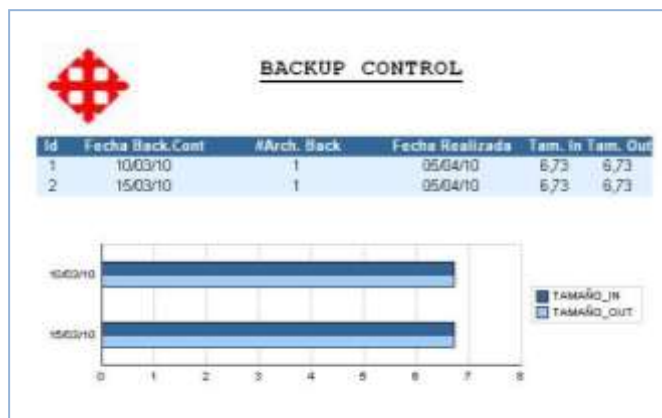 BACKUP CONTROL
Id Fecha Back.Cont #Arch. Back Fecha Realizada Tam. In Tam. Out
1 10/03/10 1 05/04/10 6,73 6,73
2 15/03/10 1 05/04/10 6,73 6,73
10/03/10
TAMAÑO_IN
TAMAÑO_OUT
15/03/10
0 1 2 3 4 5 6 7 8